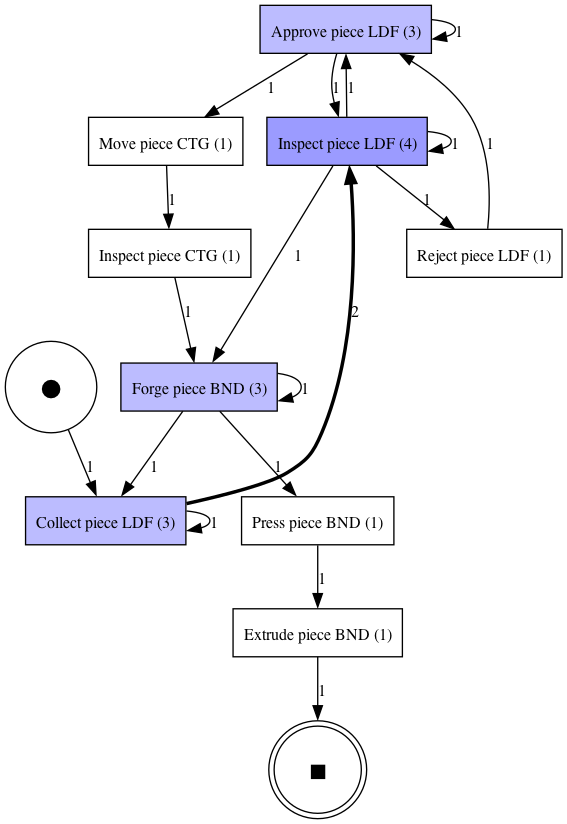 Approve piece LDF (3)
1
1
1
1
Move piece CTG (1)
Inspect piece LDF (4)
1
1
1
1
Inspect piece CTG (1)
1
Reject piece LDF (1)
1
2
Forge piece BND (3)
1
1
1
1
Collect piece LDF (3)
1
Press piece BND (1)
1
Extrude piece BND (1)
1